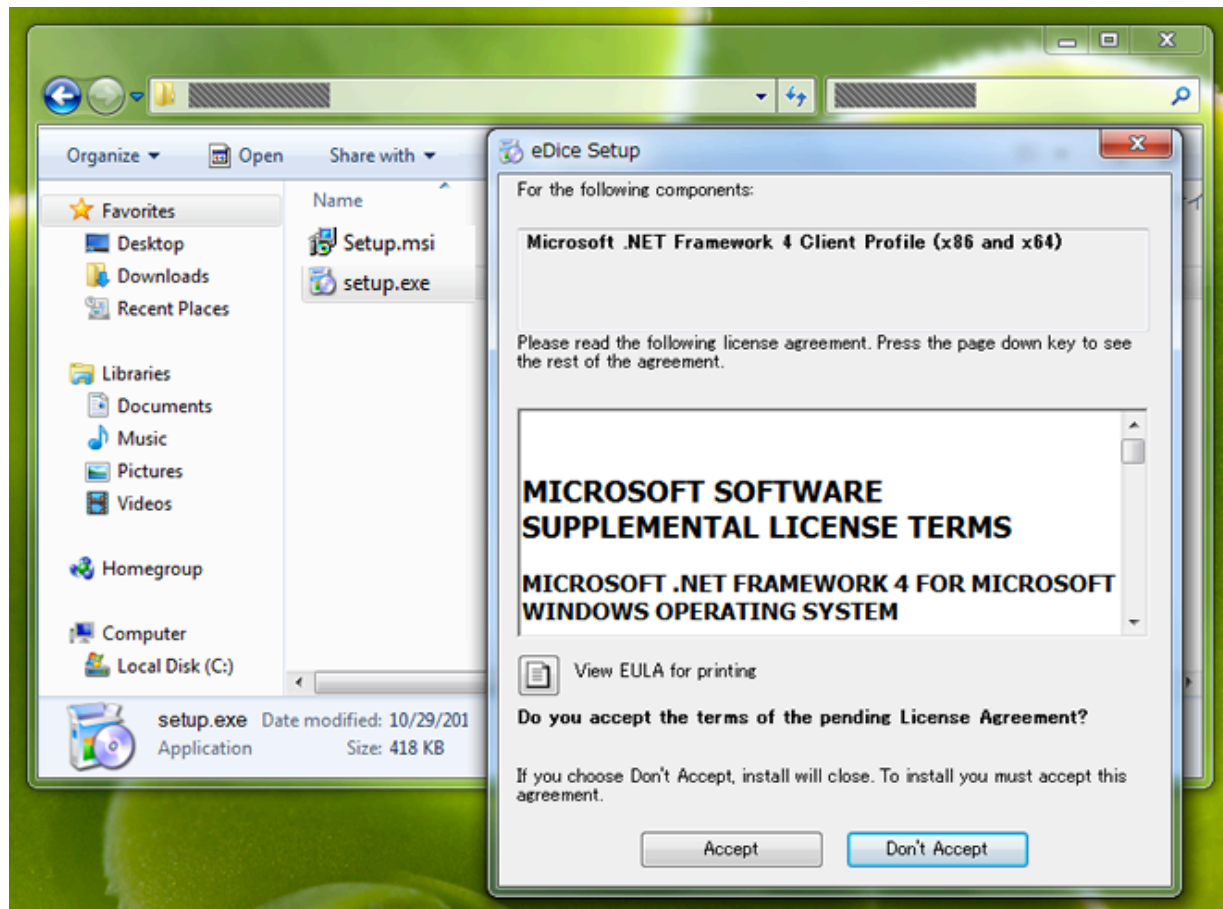 Organize
Open
Share with
Favorites
Desktop
Downloads
Recent Places
Libraries
Documents
Music
Pictures
Videos
Homegroup
Computer
Local Disk (C:)
Name
Setup.msi
setup.exe
setup.exe Date modified: 10/29/201
Application Size: 418 KB
eDice Setup
For the following components:
Microsoft .NET Framework 4 Client Profile (x86 and x64)
Please read the following license agreement. Press the page down key to see
the rest of the agreement.
MICROSOFT SOFTWARE
SUPPLEMENTAL LICENSE TERMS
MICROSOFT .NET FRAMEWORK 4 FOR MICROSOFT
WINDOWS OPERATING SYSTEM
View EULA for printing
Do you accept the terms of the pending License Agreement?
If you choose Don't Accept, install will close. To install you must accept this
agreement.
Accept
Don't Accept